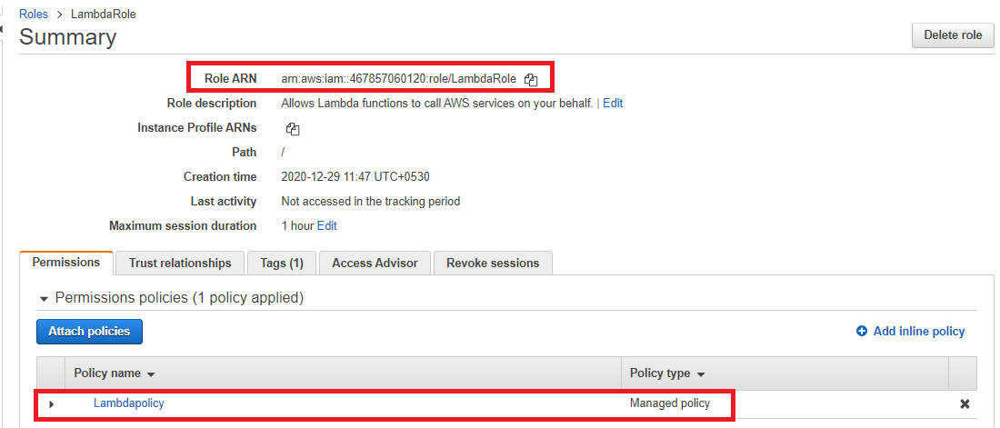 Roles > LambdaRole
Summary
Delete role
Role ARN arn:aws:iam::467857060120:role/LambdaRole
Role description Allows Lambda functions to call AWS services on your behalf. | Edit
Instance Profile ARNs
Path /
Creation time 2020-12-29 11:47 UTC+0530
Last activity Not accessed in the tracking period
Maximum session duration 1 hour Edit
Permissions Trust relationships Tags (1) Access Advisor Revoke sessions
Permissions policies (1 policy applied)
Attach policies Add inline policy
Policy name Policy type
Lambdapolicy Managed policy